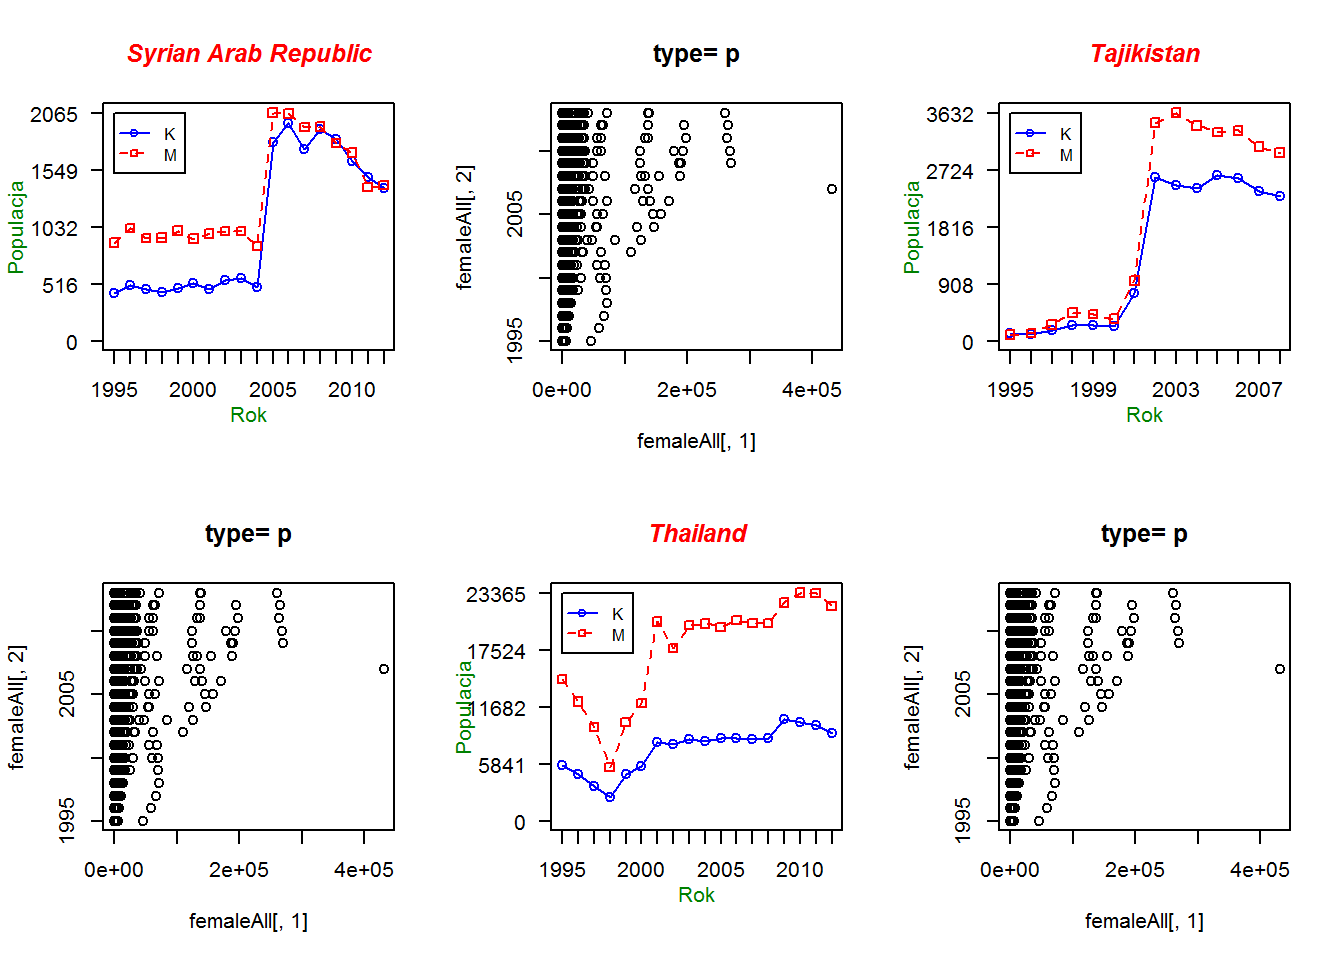 Syrian Arab Republic
2065
1549
1032
516
0
Populacja
K
M
1995 2000 2005 2010
Rok
type= p
femaleAll[, 2]
1995 2005
0e+00 2e+05 4e+05
femaleAll[, 1]
Tajikistan
3632
2724
1816
908
0
Populacja
K
M
1995 1999 2003 2007
Rok
type= p
femaleAll[, 2]
1995 2005
0e+00 2e+05 4e+05
femaleAll[, 1]
Thailand
23365
17524
11682
5841
0
Populacja
K
M
1995 2000 2005 2010
Rok
type= p
femaleAll[, 2]
1995 2005
0e+00 2e+05 4e+05
femaleAll[, 1]